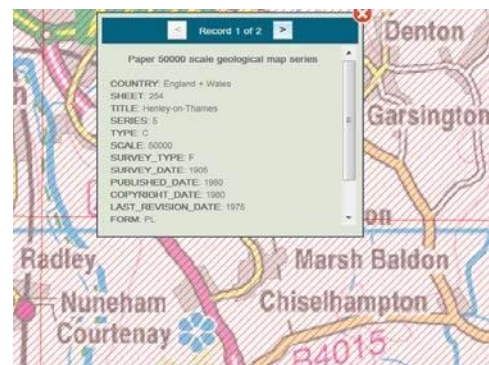 < Record 1 of 2 >
Denton
Paper 50000 scale geological map series
COUNTRY: England + Wales
SHEET: 254
TITLE: Henley-on-Thames
Garsington
SERIES: 5
TYPE: C
SCALE: 50000
SURVEY_TYPE: F
SURVEY_DATE: 1905
PUBLISHED_DATE: 1980
COPYRIGHT_DATE: 1980
LAST_REVISION_DATE: 1975
FORM: PL
on
Radley
Marsh Baldon
Nuneham
Courtenay
Chiselhampton
B4015